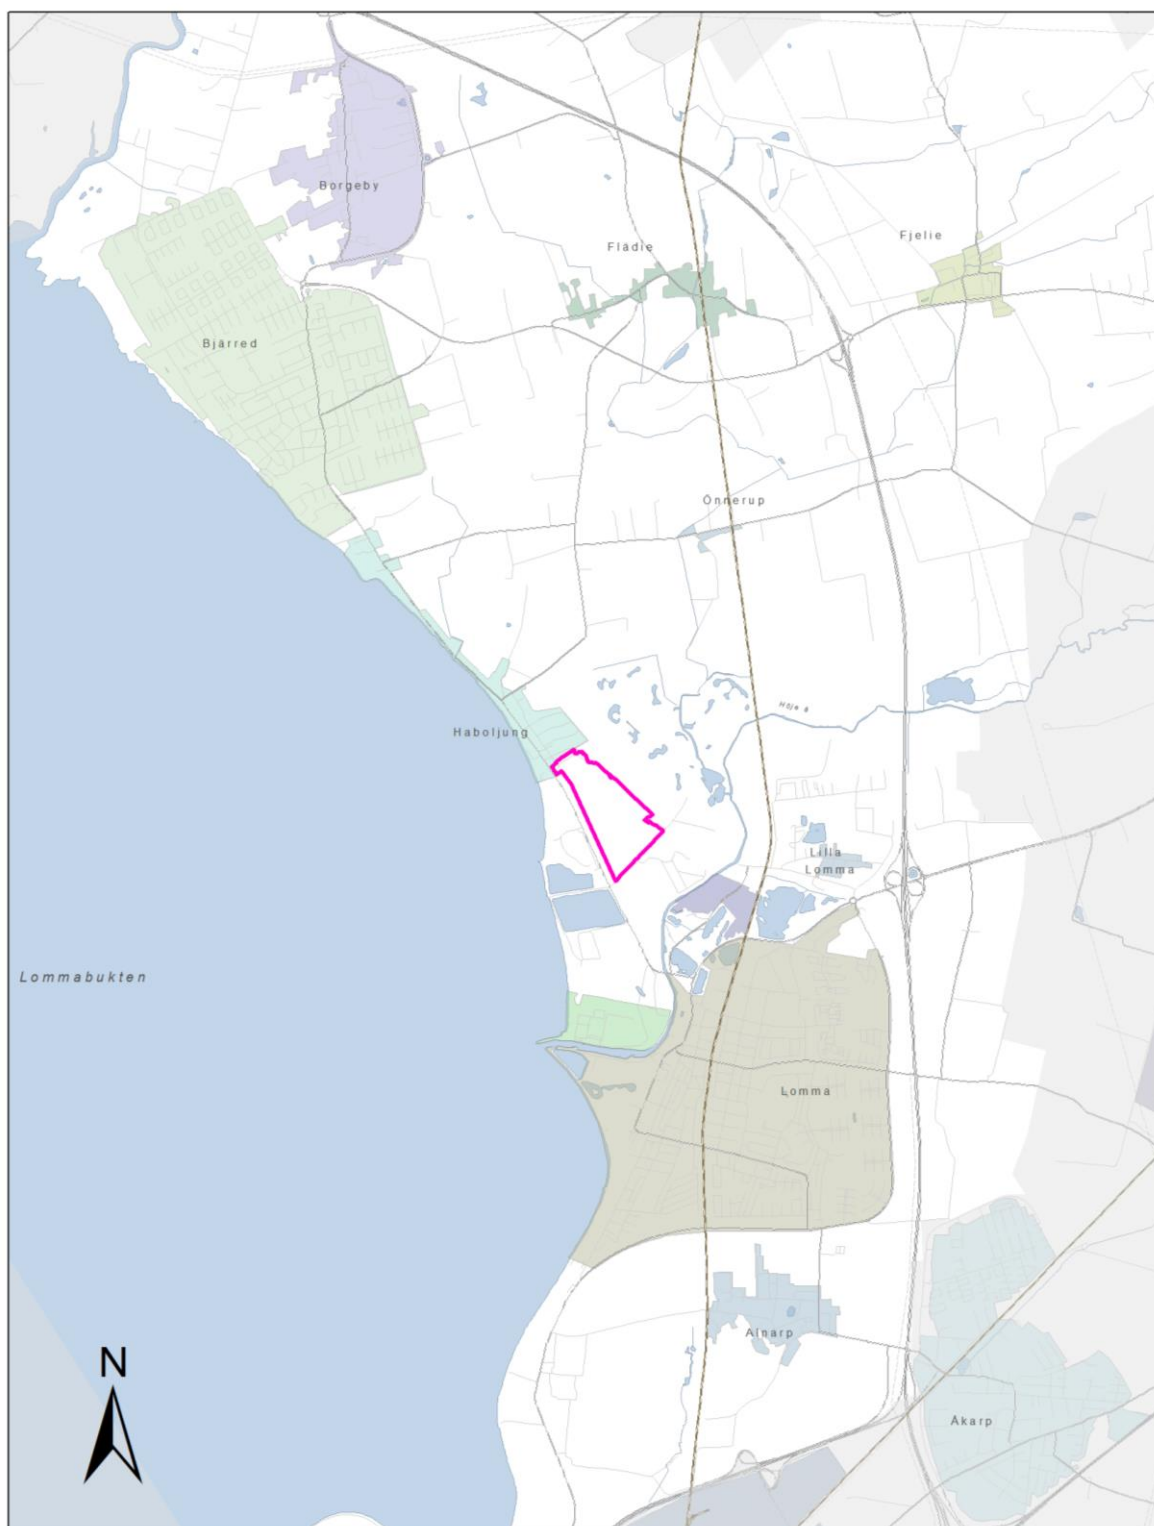 Borgeby
Flädie
Fjelie
Bjärred
Önnerup
Höje å
Haboljung
Lilla
Lomma
Lommabukten
Lomma
Alnarp
N
Åkarp